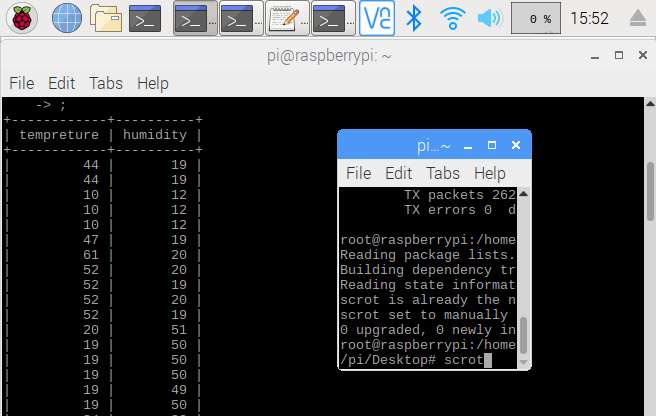 0 %
15:52
pi@raspberrypi: ~
File Edit Tabs Help
-> ;
+------------+----------+
| tempreture | humidity |
+------------+----------+
| 44 | 19 |
| 44 | 19 |
| 10 | 12 |
| 10 | 12 |
| 10 | 12 |
| 47 | 19 |
| 61 | 20 |
| 52 | 20 |
| 52 | 19 |
| 52 | 20 |
| 52 | 19 |
| 20 | 51 |
| 19 | 50 |
| 19 | 50 |
| 19 | 50 |
| 19 | 49 |
| 19 | 50 |
pi...~
File Edit Tabs Help
TX packets 262
TX errors 0 d
root@raspberrypi:/home
Reading package lists.
Building dependency tr
Reading state informat
scrot is already the n
scrot set to manually
0 upgraded, 0 newly in
root@raspberrypi:/home
/pi/Desktop# scrot